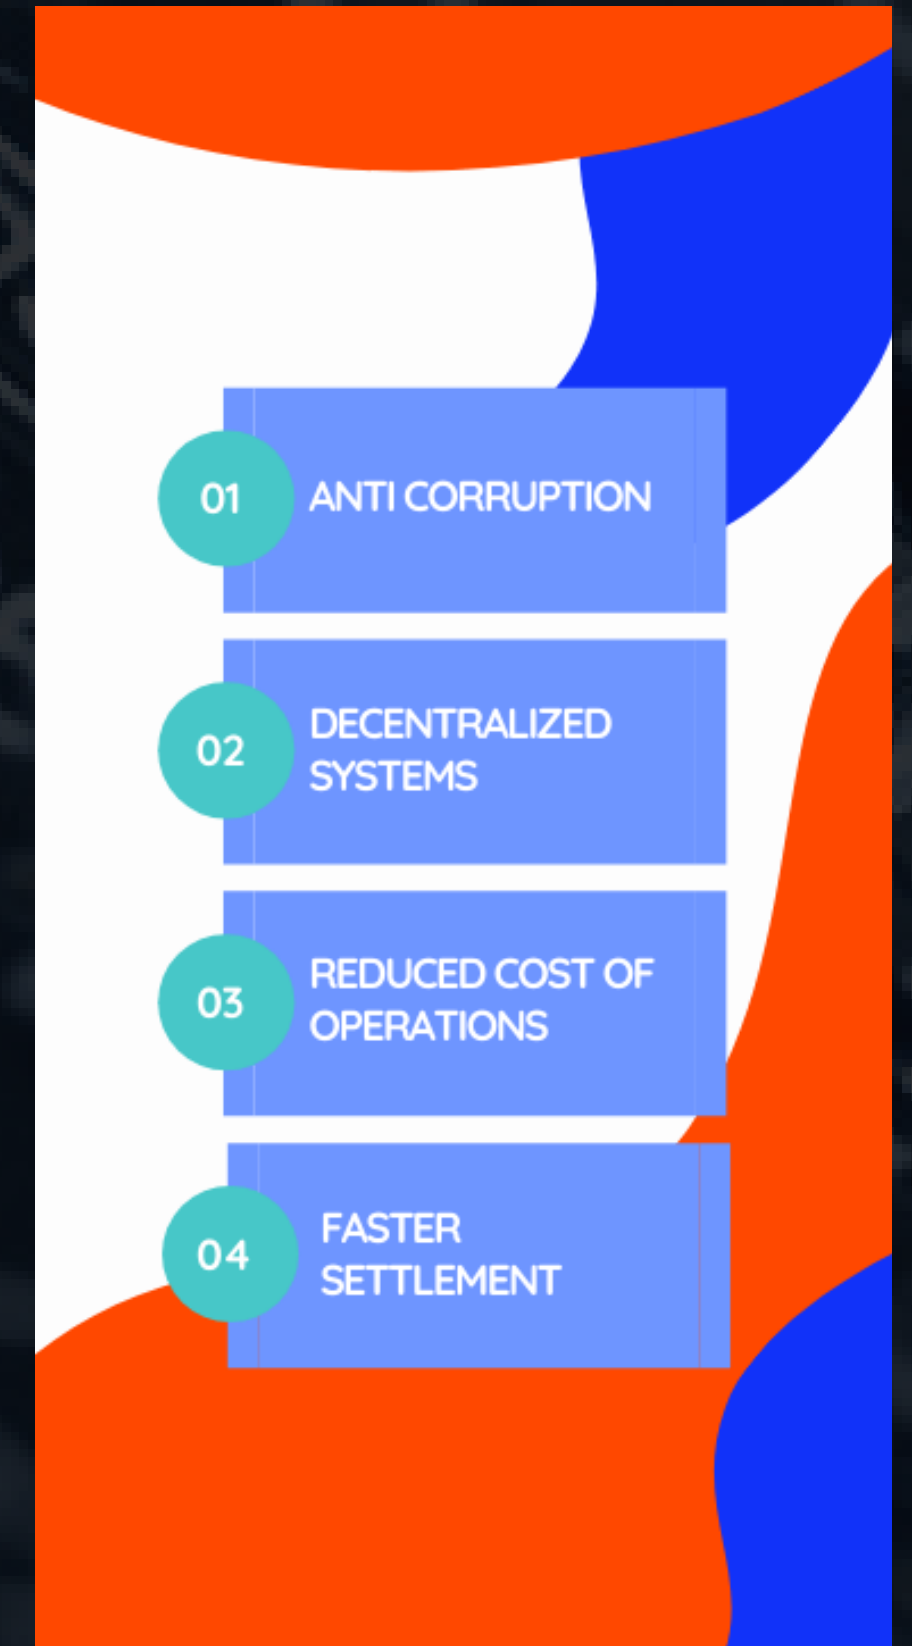 01
ANTI CORRUPTION
02
DECENTRALIZED
SYSTEMS
03
REDUCED COST OF
OPERATIONS
04
FASTER
SETTLEMENT